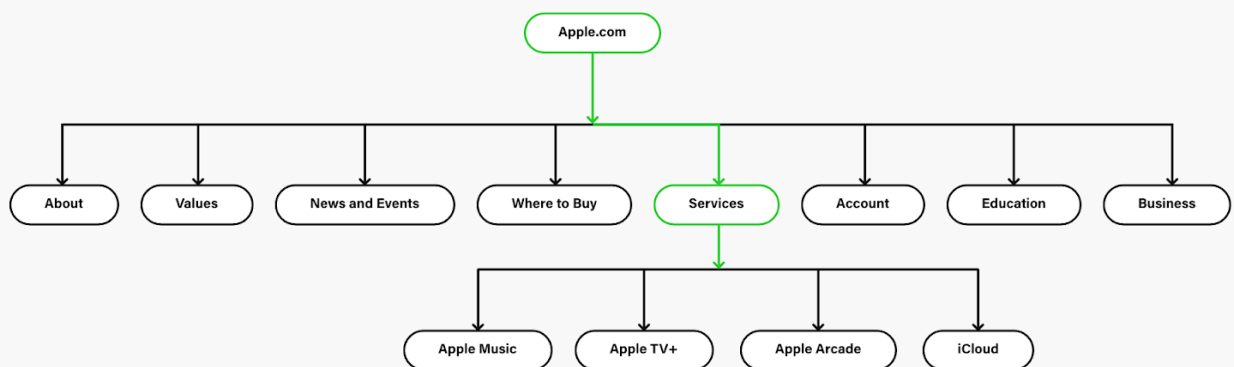 Apple.com
About
Values
News and Events
Where to Buy
Services
Account
Education
Business
Apple Music
Apple TV+
Apple Arcade
iCloud